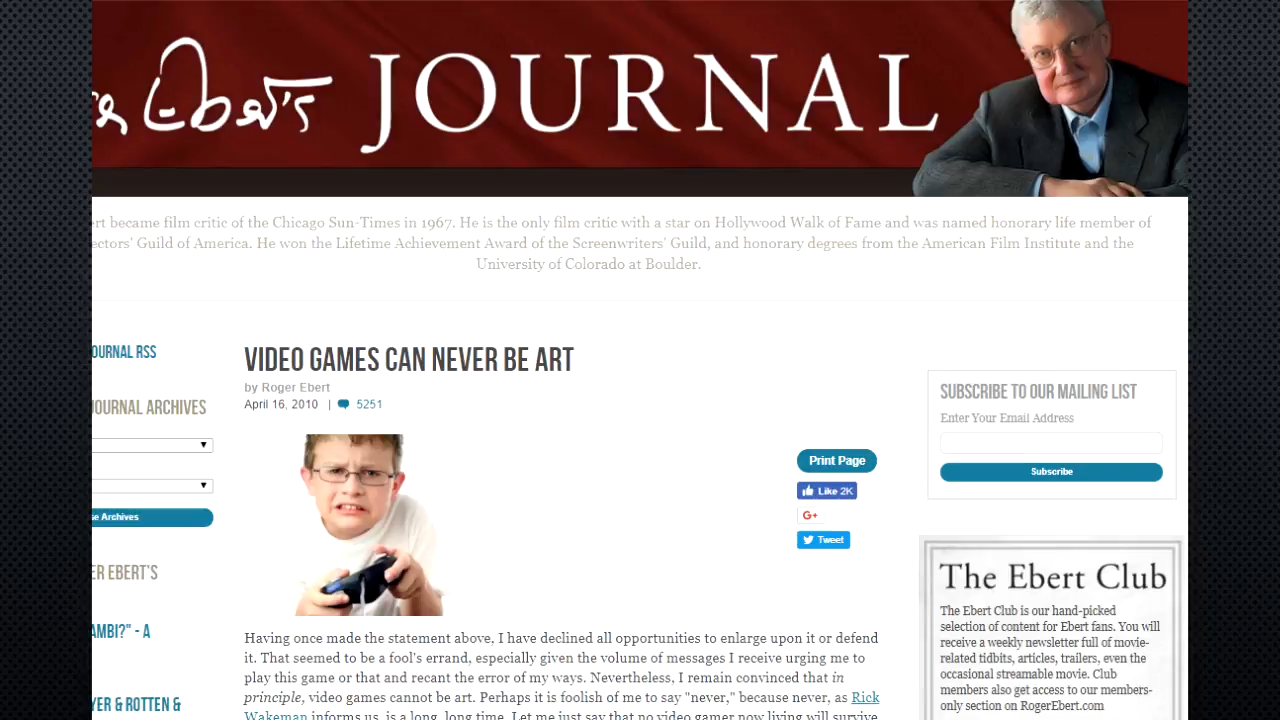 Ebert's JOURNAL
ert became film critic of the Chicago Sun-Times in 1967. He is the only film critic with a star on Hollywood Walk of Fame and was named honorary life member of
ectors' Guild of America. He won the Lifetime Achievement Award of the Screenwriters' Guild, and honorary degrees from the American Film Institute and the
University of Colorado at Boulder.
OURNAL RSS
JOURNAL ARCHIVES
se Archives
ER EBERT'S
AMBI?" - A
YER & ROTTEN &
VIDEO GAMES CAN NEVER BE ART
by Roger Ebert
April 16, 2010 | 5251
Print Page
Like 2K
G+
Tweet
Having once made the statement above, I have declined all opportunities to enlarge upon it or defend
it. That seemed to be a fool's errand, especially given the volume of messages I receive urging me to
play this game or that and recant the error of my ways. Nevertheless, I remain convinced that in
principle, video games cannot be art. Perhaps it is foolish of me to say "never," because never, as Rick
Wakeman informs us, is a long, long time. Let me just say that no video gamer now living will survive
SUBSCRIBE TO OUR MAILING LIST
Enter Your Email Address
Subscribe
The Ebert Club
The Ebert Club is our hand-picked
selection of content for Ebert fans. You will
receive a weekly newsletter full of movie-
related tidbits, articles, trailers, even the
occasional streamable movie. Club
members also get access to our members-
only section on RogerEbert.com